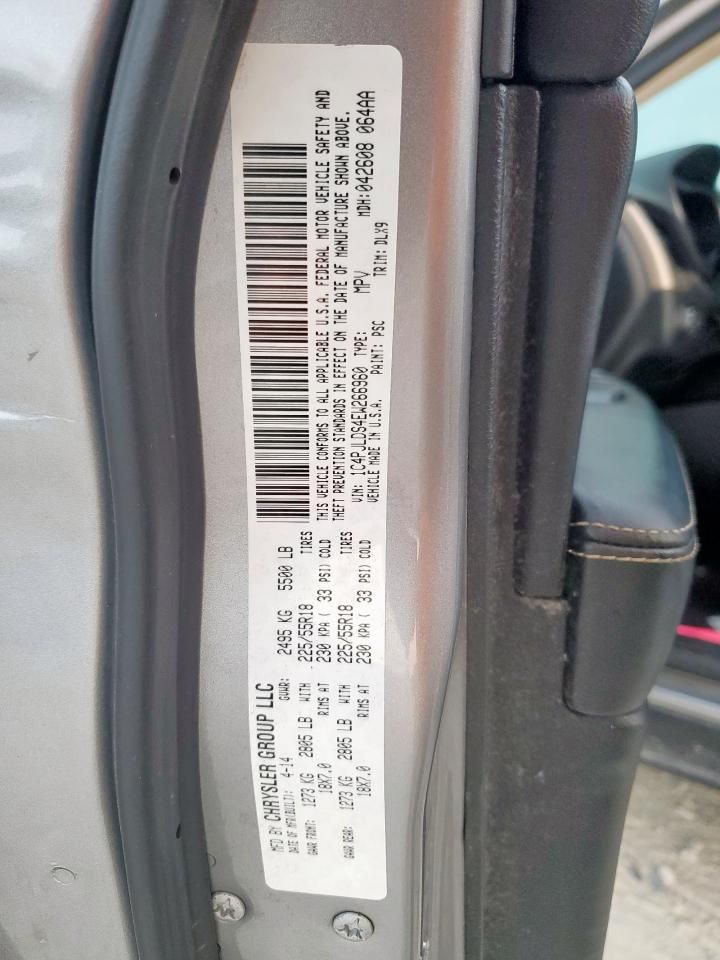 MFD BY CHRYSLER GROUP LLC
DATE OF MFR(BUILT): 4-14 GVWR: 2495 KG 5500 LB
GAWR FRONT: 1273 KG 2805 LB WITH 225/55R18 TIRES
18X7.0 RIMS AT 230 KPA ( 33 PSI) COLD
GAWR REAR: 1273 KG 2805 LB WITH 225/55R18 TIRES
18X7.0 RIMS AT 230 KPA ( 33 PSI) COLD
THIS VEHICLE CONFORMS TO ALL APPLICABLE U.S.A. FEDERAL MOTOR VEHICLE SAFETY AND
THEFT PREVENTION STANDARDS IN EFFECT ON THE DATE OF MANUFACTURE SHOWN ABOVE.
VIN: 1C4PJLDS4EW266960 TYPE: MPV MDH:042608 064AA
VEHICLE MADE IN U.S.A. PAINT: PSC TRIM: DLX9